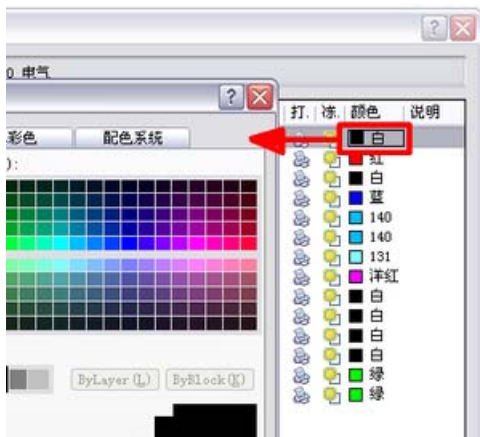 0 电气
彩色 配色系统
):
打. 冻. 颜色 说明
白
红
白
蓝
140
140
131
洋红
白
白
白
白
绿
绿
ByLayer(L) ByBlock(K)